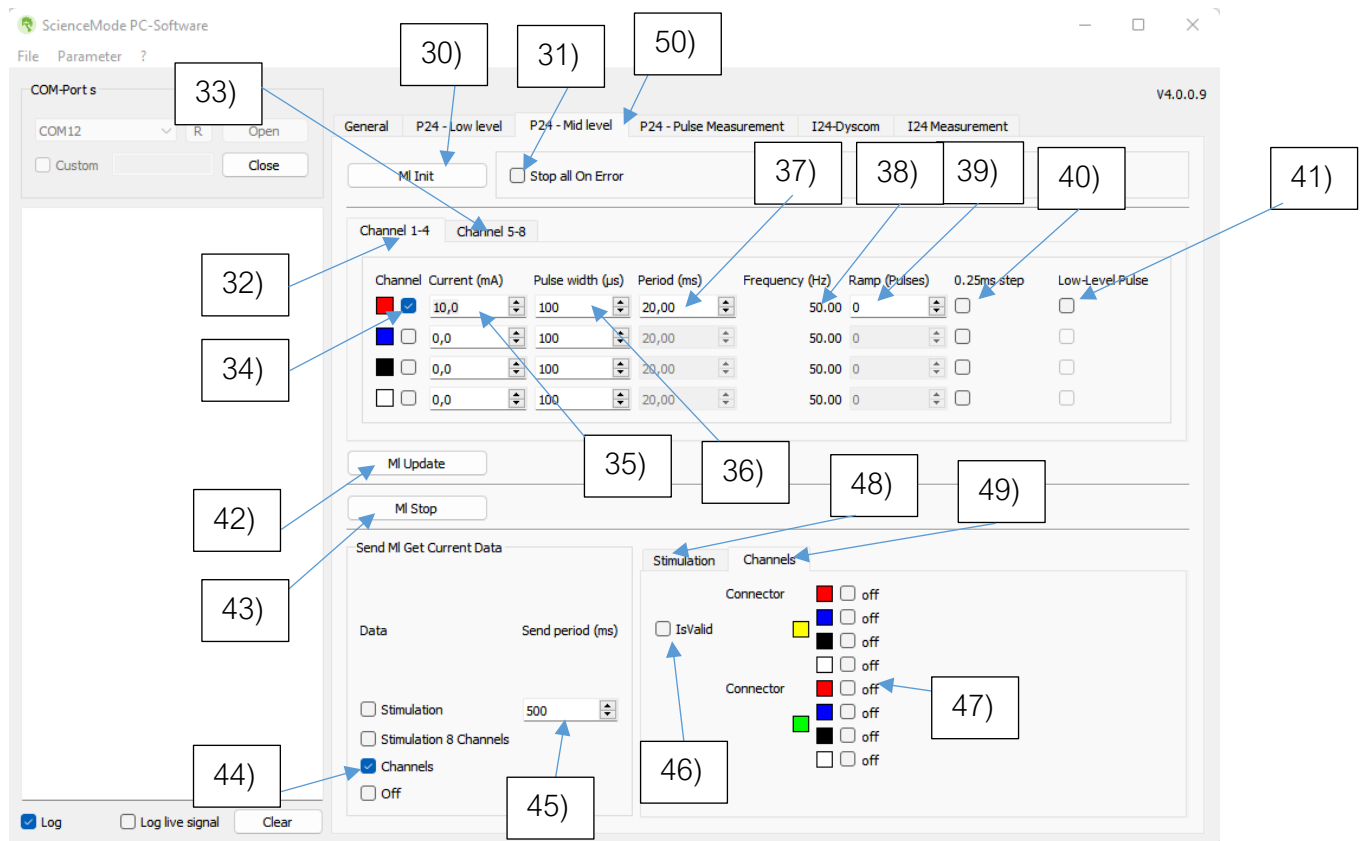 ScienceMode PC-Software
File Parameter ?
30)
31)
50)
33)
COM-Port s
V4.0.0.9
COM12 R Open
Custom Close
General P24 - Low level P24 - Mid level P24 - Pulse Measurement I24-Dyscom I24 Measurement
Ml Init
Stop all On Error
37)
38)
39)
40)
41)
Channel 1-4 Channel 5-8
32)
Channel Current (mA) Pulse width (µs) Period (ms) Frequency (Hz) Ramp (Pulses) 0.25ms step Low-Level Pulse
10,0 100 20,00 50.00 0
0,0 100 20,00 50.00 0
0,0 100 20,00 50.00 0
0,0 100 20,00 50.00 0
34)
35)
36)
Ml Update
48)
49)
42)
Ml Stop
Send Ml Get Current Data
Stimulation Channels
43)
Connector off
off
Data Send period (ms)
IsValid
off
off
Connector off
off
off
off
47)
Stimulation 500
Stimulation 8 Channels
Channels
Off
44)
45)
46)
Log Log live signal Clear